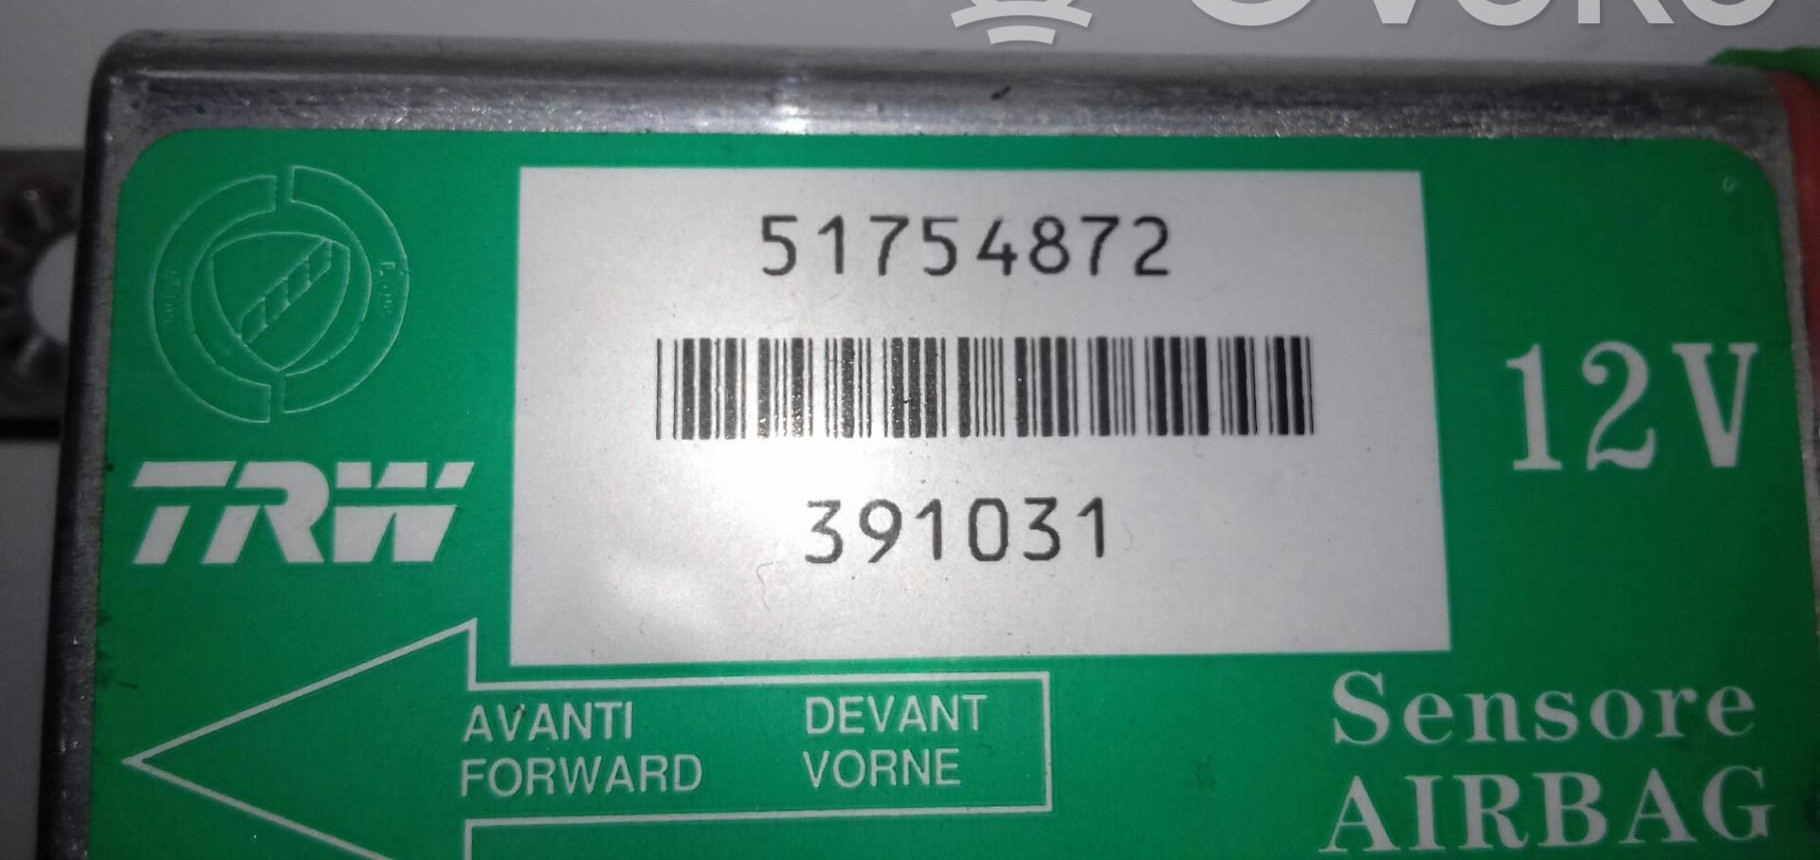 51754872
12V
TRW
391031
AVANTI DEVANT
FORWARD VORNE
Sensore
AIRBAG